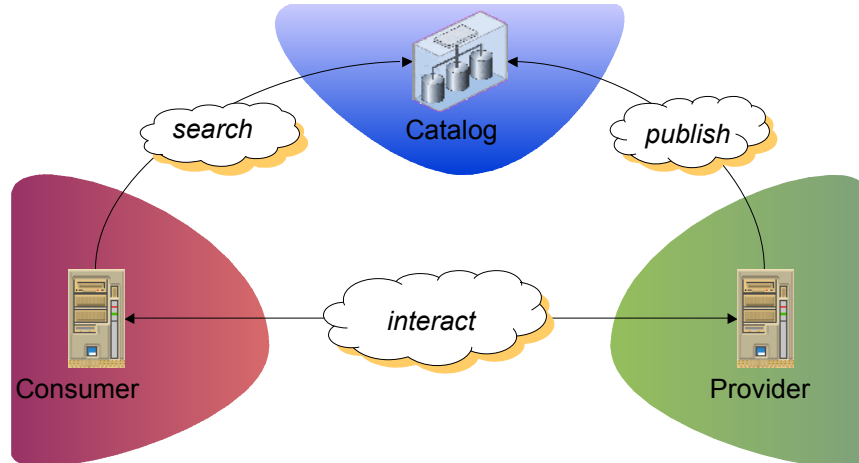 Catalog
search
publish
interact
Consumer
Provider